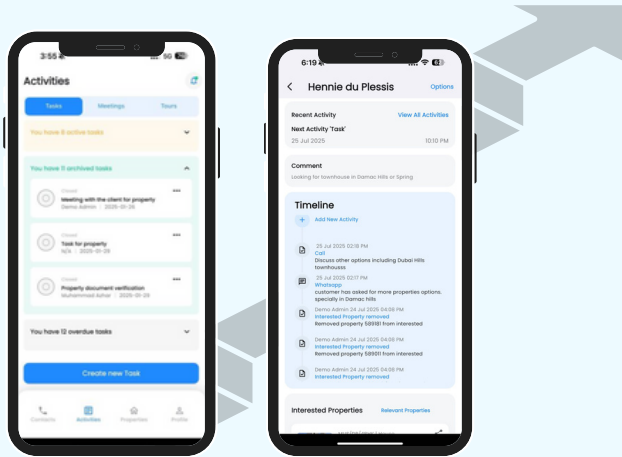 3:55
5G
Activities
Tasks
Meetings
Tours
You have 8 active tasks
You have 11 archived tasks
Closed
Meeting with the client for property
Demo Admin | 2025-01-25
Closed
Task for property
N/A | 2025-01-29
Closed
Property document verification
Muhammad Azhar | 2025-01-29
You have 12 overdue tasks
Create new Task
Contacts
Activities
Properties
Profile
6:19
Hennie du Plessis
Options
Recent Activity
View All Activities
Next Activity 'Task'
25 Jul 2025
10:10 PM
Comment
Looking for townhouse in Damac Hills or Spring
Timeline
Add New Activity
25 Jul 2025 02:18 PM
Call
Discuss other options including Dubai Hills
townhousss
25 Jul 2025 02:17 PM
Whatsapp
customer has asked for more properties options.
specially in Damac hills
Demo Admin 24 Jul 2025 04:08 PM
Interested Property removed
Removed property 589181 from interested
Demo Admin 24 Jul 2025 04:08 PM
Interested Property removed
Removed property 589911 from interested
Demo Admin 24 Jul 2025 04:08 PM
Interested Property removed
Interested Properties
Relevant Properties